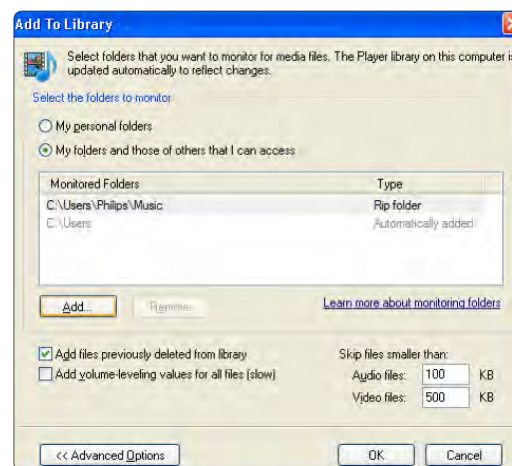 Add To Library
Select folders that you want to monitor for media files. The Player library on this computer is
updated automatically to reflect changes.
Select the folders to monitor
My personal folders
My folders and those of others that I can access
Monitored Folders Type
C:\Users\Philips\Music Rip folder
C:\Users Automatically added
Add... Remove Learn more about monitoring folders
Add files previously deleted from library Skip files smaller than:
Add volume-leveling values for all files (slow) Audio files: 100 KB
Video files: 500 KB
<< Advanced Options OK Cancel